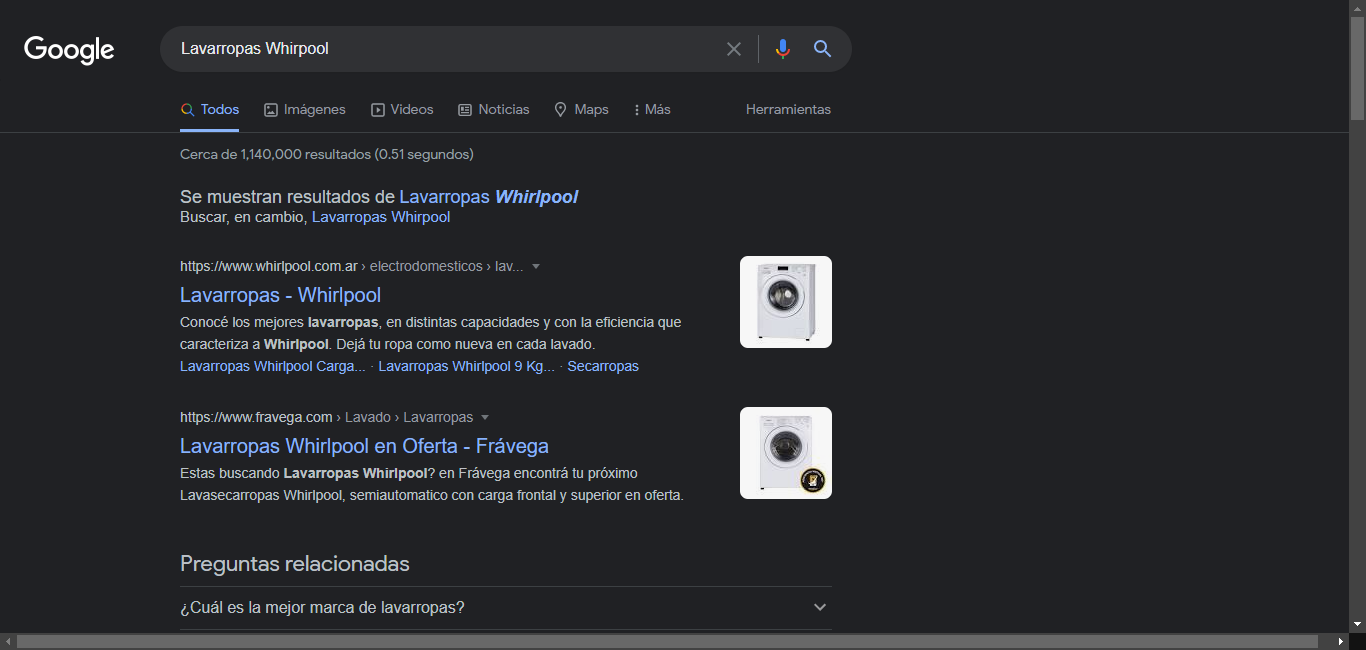 Google
Lavarropas Whirpool
Todos
Imágenes
Videos
Noticias
Maps
Más
Herramientas
Cerca de 1,140,000 resultados (0.51 segundos)
Se muestran resultados de Lavarropas Whirlpool
Buscar, en cambio, Lavarropas Whirpool
https://www.whirlpool.com.ar › electrodomesticos › lav...
Lavarropas - Whirlpool
Conocé los mejores lavarropas, en distintas capacidades y con la eficiencia que
caracteriza a Whirlpool. Dejá tu ropa como nueva en cada lavado.
Lavarropas Whirlpool Carga... · Lavarropas Whirlpool 9 Kg... · Secarropas
https://www.fravega.com › Lavado › Lavarropas
Lavarropas Whirlpool en Oferta - Frávega
Estas buscando Lavarropas Whirlpool? en Frávega encontrá tu próximo
Lavasecarropas Whirlpool, semiautomatico con carga frontal y superior en oferta.
Preguntas relacionadas
¿Cuál es la mejor marca de lavarropas?